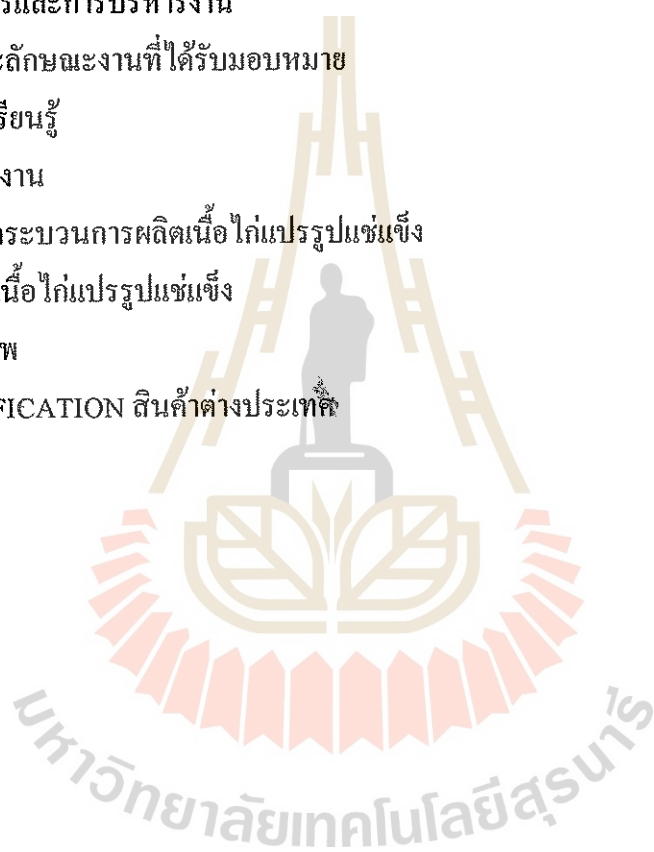 รและการบริหารงาน
ะลักษณะงานที่ได้รับมอบหมาย
รียนรู้
งาน
ระบวนการผลิตเนื้อไก่แปรรูปแช่แข็ง
นื้อไก่แปรรูปแช่แข็ง
พ
FICATION สินค้าต่างประเทศ
มหาวิทยาลัยเทคโนโลยีสุรนารี